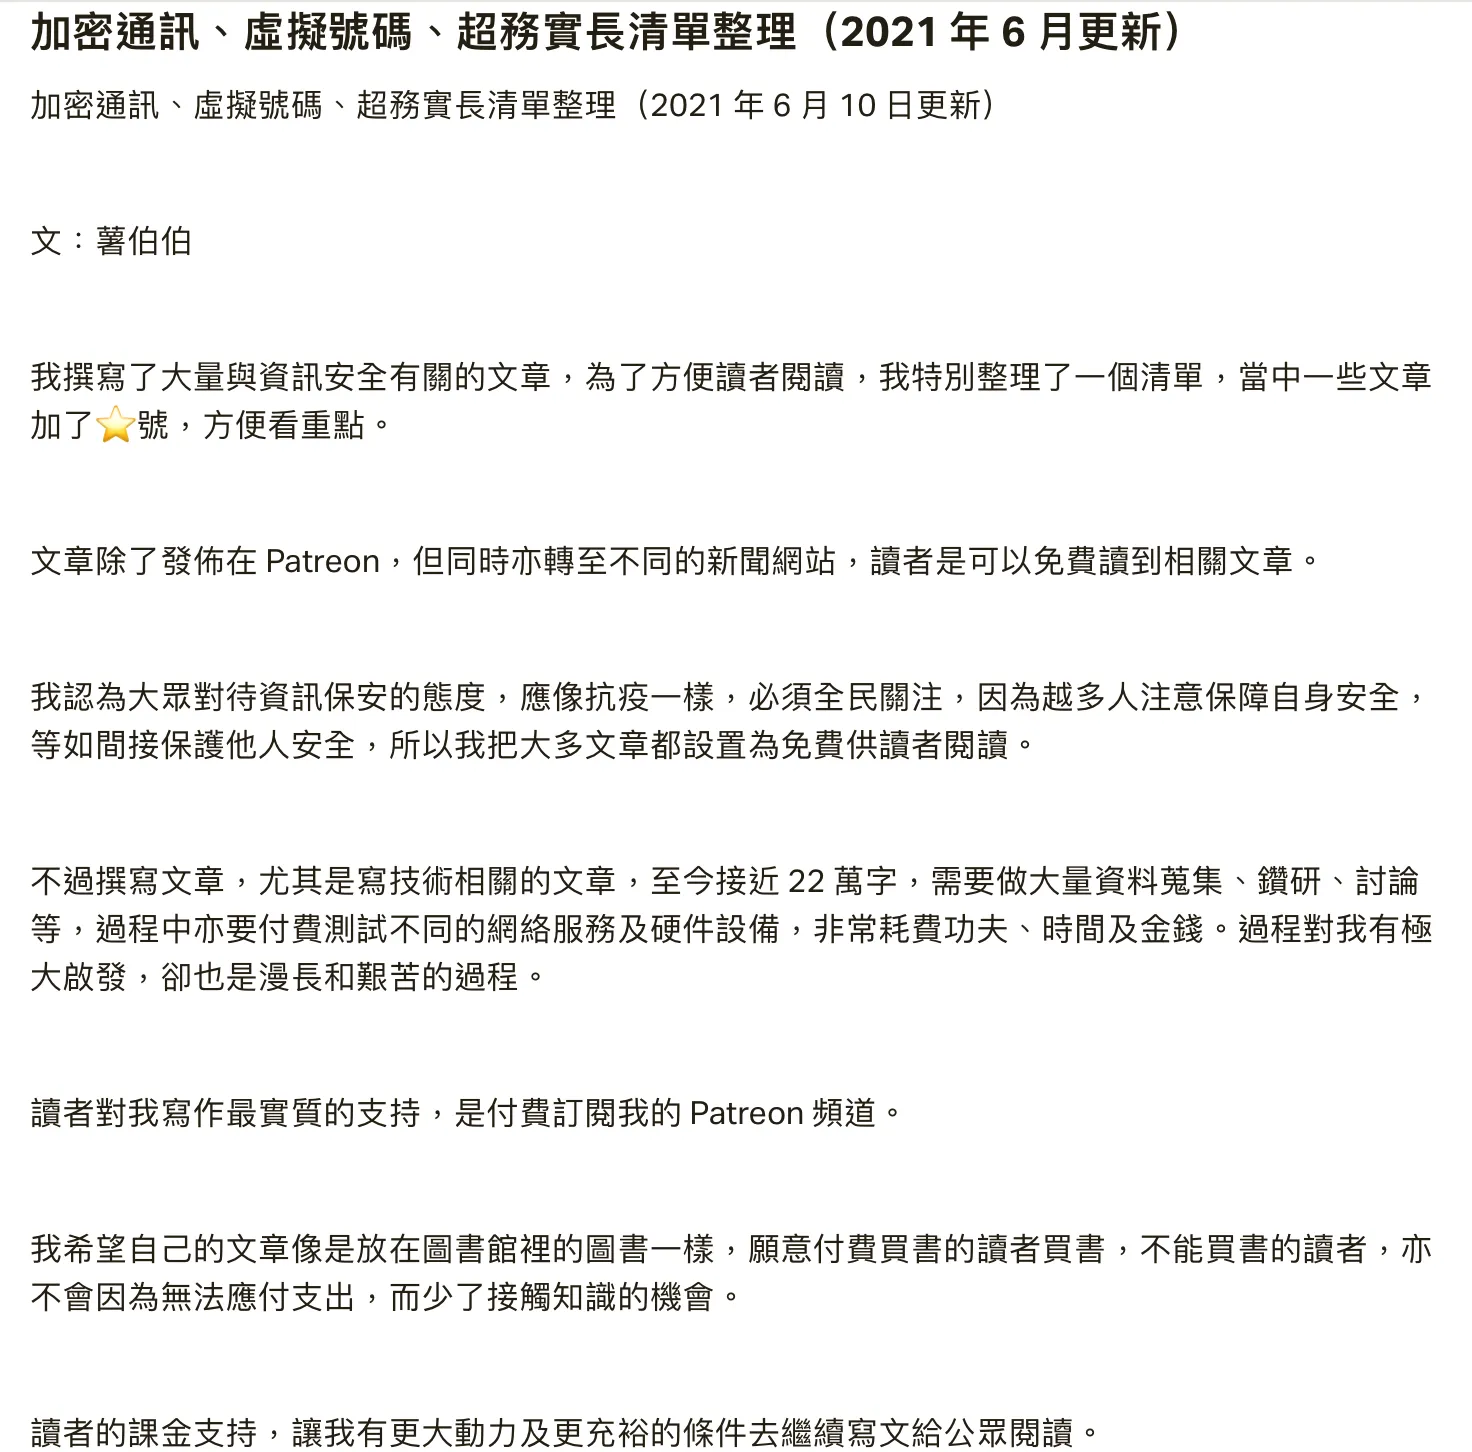 加密通訊、虛擬號碼、超務實長清單整理（2021 年 6 月更新）
加密通訊、虛擬號碼、超務實長清單整理（2021 年 6 月 10 日更新）
文：薯伯伯
我撰寫了大量與資訊安全有關的文章，為了方便讀者閱讀，我特別整理了一個清單，當中一些文章
加了⭐號，方便看重點。
文章除了發佈在 Patreon，但同時亦轉至不同的新聞網站，讀者是可以免費讀到相關文章。
我認為大眾對待資訊保安的態度，應像抗疫一樣，必須全民關注，因為越多人注意保障自身安全，
等如間接保護他人安全，所以我把大多文章都設置為免費供讀者閱讀。
不過撰寫文章，尤其是寫技術相關的文章，至今接近 22 萬字，需要做大量資料蒐集、鑽研、討論
等，過程中亦要付費測試不同的網絡服務及硬件設備，非常耗費功夫、時間及金錢。過程對我有極
大啟發，卻也是漫長和艱苦的過程。
讀者對我寫作最實質的支持，是付費訂閱我的 Patreon 頻道。
我希望自己的文章像是放在圖書館裡的圖書一樣，願意付費買書的讀者買書，不能買書的讀者，亦
不會因為無法應付支出，而少了接觸知識的機會。
讀者的課金支持，讓我有更大動力及更充裕的條件去繼續寫文給公眾閱讀。